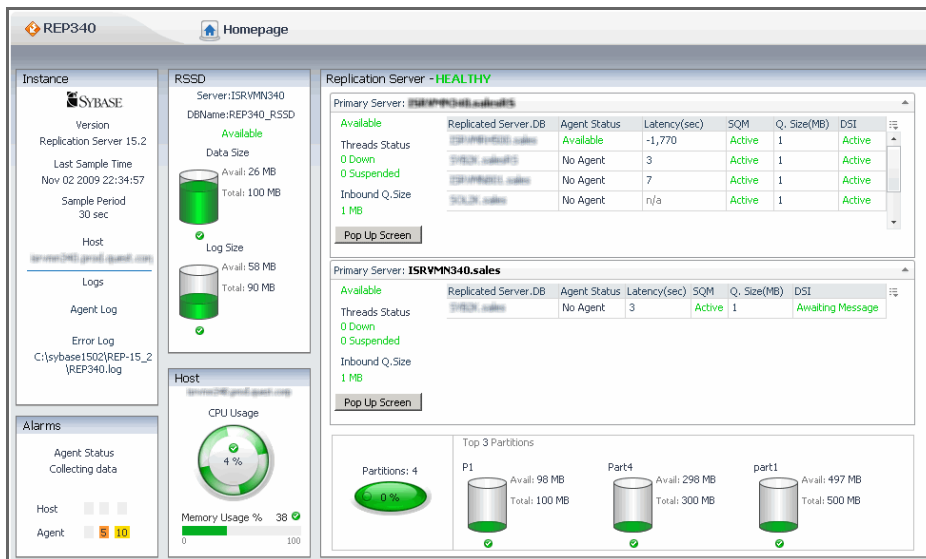 REP340
Homepage
Instance
SYBASE
Version
Replication Server 15.2
Last Sample Time
Nov 02 2009 22:34:57
Sample Period
30 sec
Host
Logs
Agent Log
Error Log
C:\sybase1502\REP-15_2
\REP340.log
Alarms
Agent Status
Collecting data
Host
Agent 5 10
RSSD
Server:ISRVMN340
DBName:REP340_RSSD
Available
Data Size
Avail: 26 MB
Total: 100 MB
Log Size
Avail: 58 MB
Total: 90 MB
Host
CPU Usage
4 %
Memory Usage % 38
0 100
Replication Server -HEALTHY
Primary Server:
Available
Threads Status
0 Down
0 Suspended
Inbound Q.Size
1 MB
Pop Up Screen
Replicated Server.DB Agent Status Latency(sec) SQM Q. Size(MB) DSI
Available -1,770 Active 1 Active
No Agent 3 Active 1 Active
No Agent 7 Active 1 Active
No Agent n/a Active 1 Active
Primary Server: ISRVMN340.sales
Available
Threads Status
0 Down
0 Suspended
Inbound Q.Size
1 MB
Pop Up Screen
Replicated Server.DB Agent Status Latency(sec) SQM Q. Size(MB) DSI
No Agent 3 Active 1 Awaiting Message
Partitions: 4
0 %
Top 3 Partitions
P1
Avail: 98 MB
Total: 100 MB
Part4
Avail: 298 MB
Total: 300 MB
part1
Avail: 497 MB
Total: 500 MB